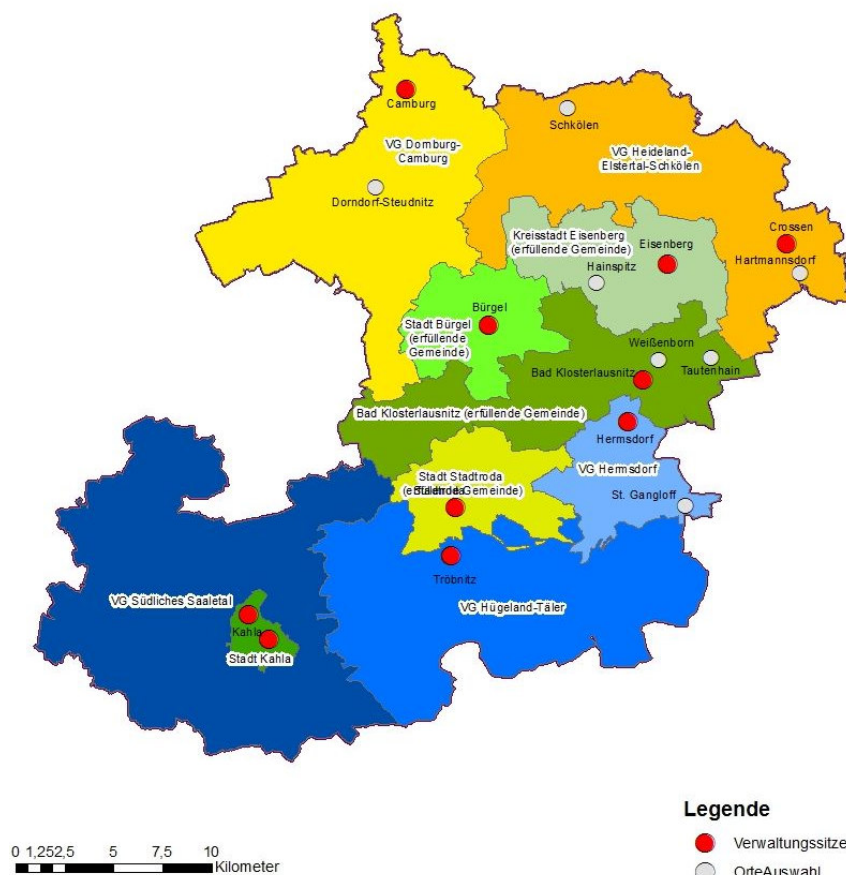 Camburg
Schkölen
VG Dornburg-
Camburg
VG Heideland-
Elstertal-Schkölen
Dorndorf-Steudnitz
Crossen
Kreisstadt Eisenberg
(erfüllende Gemeinde)
Eisenberg
Hartmannsdorf
Hainspitz
Bürgel
Stadt Bürgel
(erfüllende
Gemeinde)
Weißenborn
Bad Klosterlausnitz
Tautenhain
Bad Klosterlausnitz (erfüllende Gemeinde)
Hermsdorf
VG Hermsdorf
Stadt Stadtroda
(erfüllende Gemeinde)
Stadtroda
St. Gangloff
Tröbnitz
VG Hügeland-Täler
VG Südliches Saaletal
Kahla
Stadt Kahla
Legende
Verwaltungssitze
OrteAuswahl
0 1,252,5 5 7,5 10
Kilometer